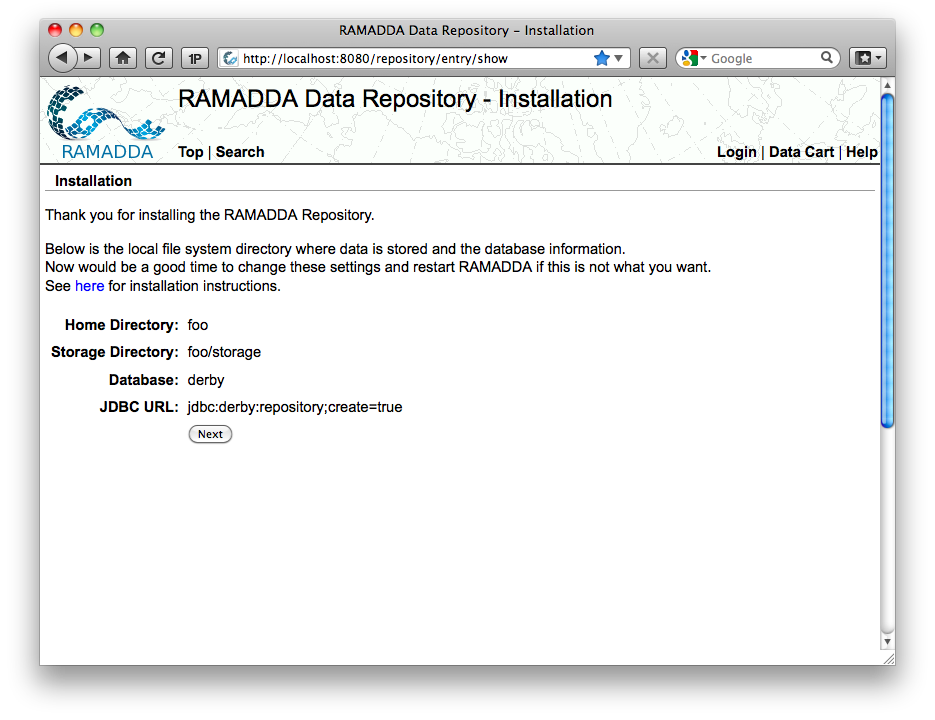 RAMADDA Data Repository – Installation
1P
http://localhost:8080/repository/entry/show
Google
RAMADDA
RAMADDA Data Repository - Installation
Top | Search
Login | Data Cart | Help
Installation
Thank you for installing the RAMADDA Repository.
Below is the local file system directory where data is stored and the database information.
Now would be a good time to change these settings and restart RAMADDA if this is not what you want.
See here for installation instructions.
Home Directory: foo
Storage Directory: foo/storage
Database: derby
JDBC URL: jdbc:derby:repository;create=true
Next